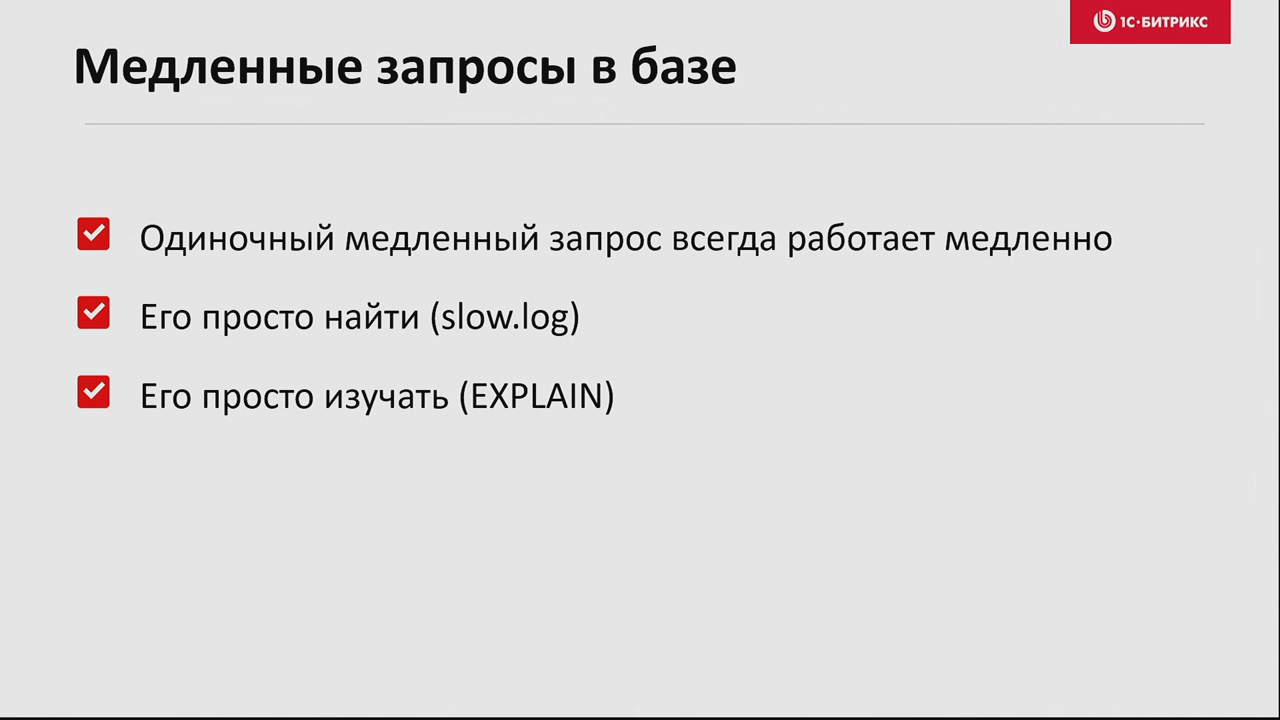 1С·БИТРИКС
Медленные запросы в базе
Одиночный медленный запрос всегда работает медленно
Его просто найти (slow.log)
Его просто изучать (EXPLAIN)